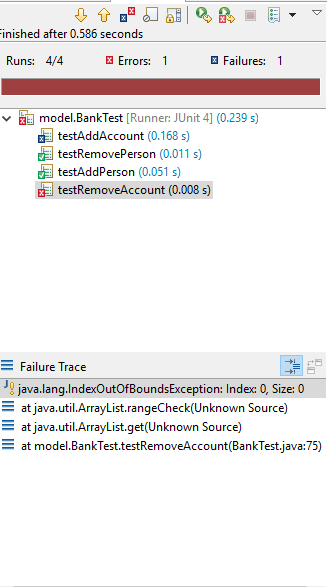 Finished after 0.586 seconds
Runs: 4/4 Errors: 1 Failures: 1
model.BankTest [Runner: JUnit 4] (0.239 s)
testAddAccount (0.168 s)
testRemovePerson (0.011 s)
testAddPerson (0.051 s)
testRemoveAccount (0.008 s)
Failure Trace
java.lang.IndexOutOfBoundsException: Index: 0, Size: 0
at java.util.ArrayList.rangeCheck(Unknown Source)
at java.util.ArrayList.get(Unknown Source)
at model.BankTest.testRemoveAccount(BankTest.java:75)